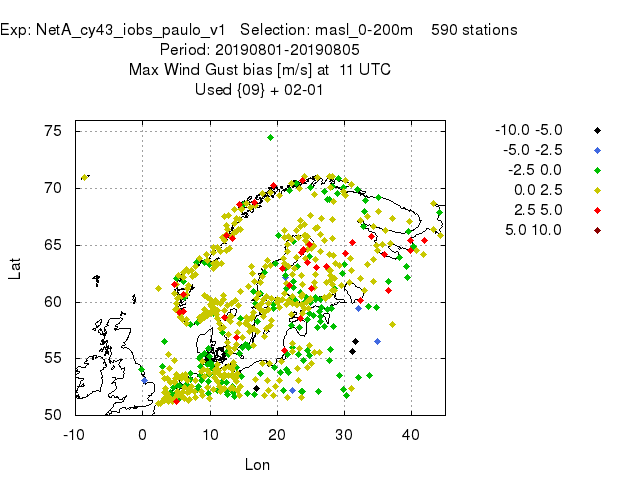 Exp: NetA_cy43_iobs_paulo_v1   Selection: masl_0-200m    590 stations
Period: 20190801-20190805
Max Wind Gust bias [m/s] at  11 UTC
Used {09} + 02-01
75
70
65
60
55
50
Lat
-10 0 10 20 30 40
Lon
-10.0 -5.0
-5.0 -2.5
-2.5 0.0
0.0 2.5
2.5 5.0
5.0 10.0